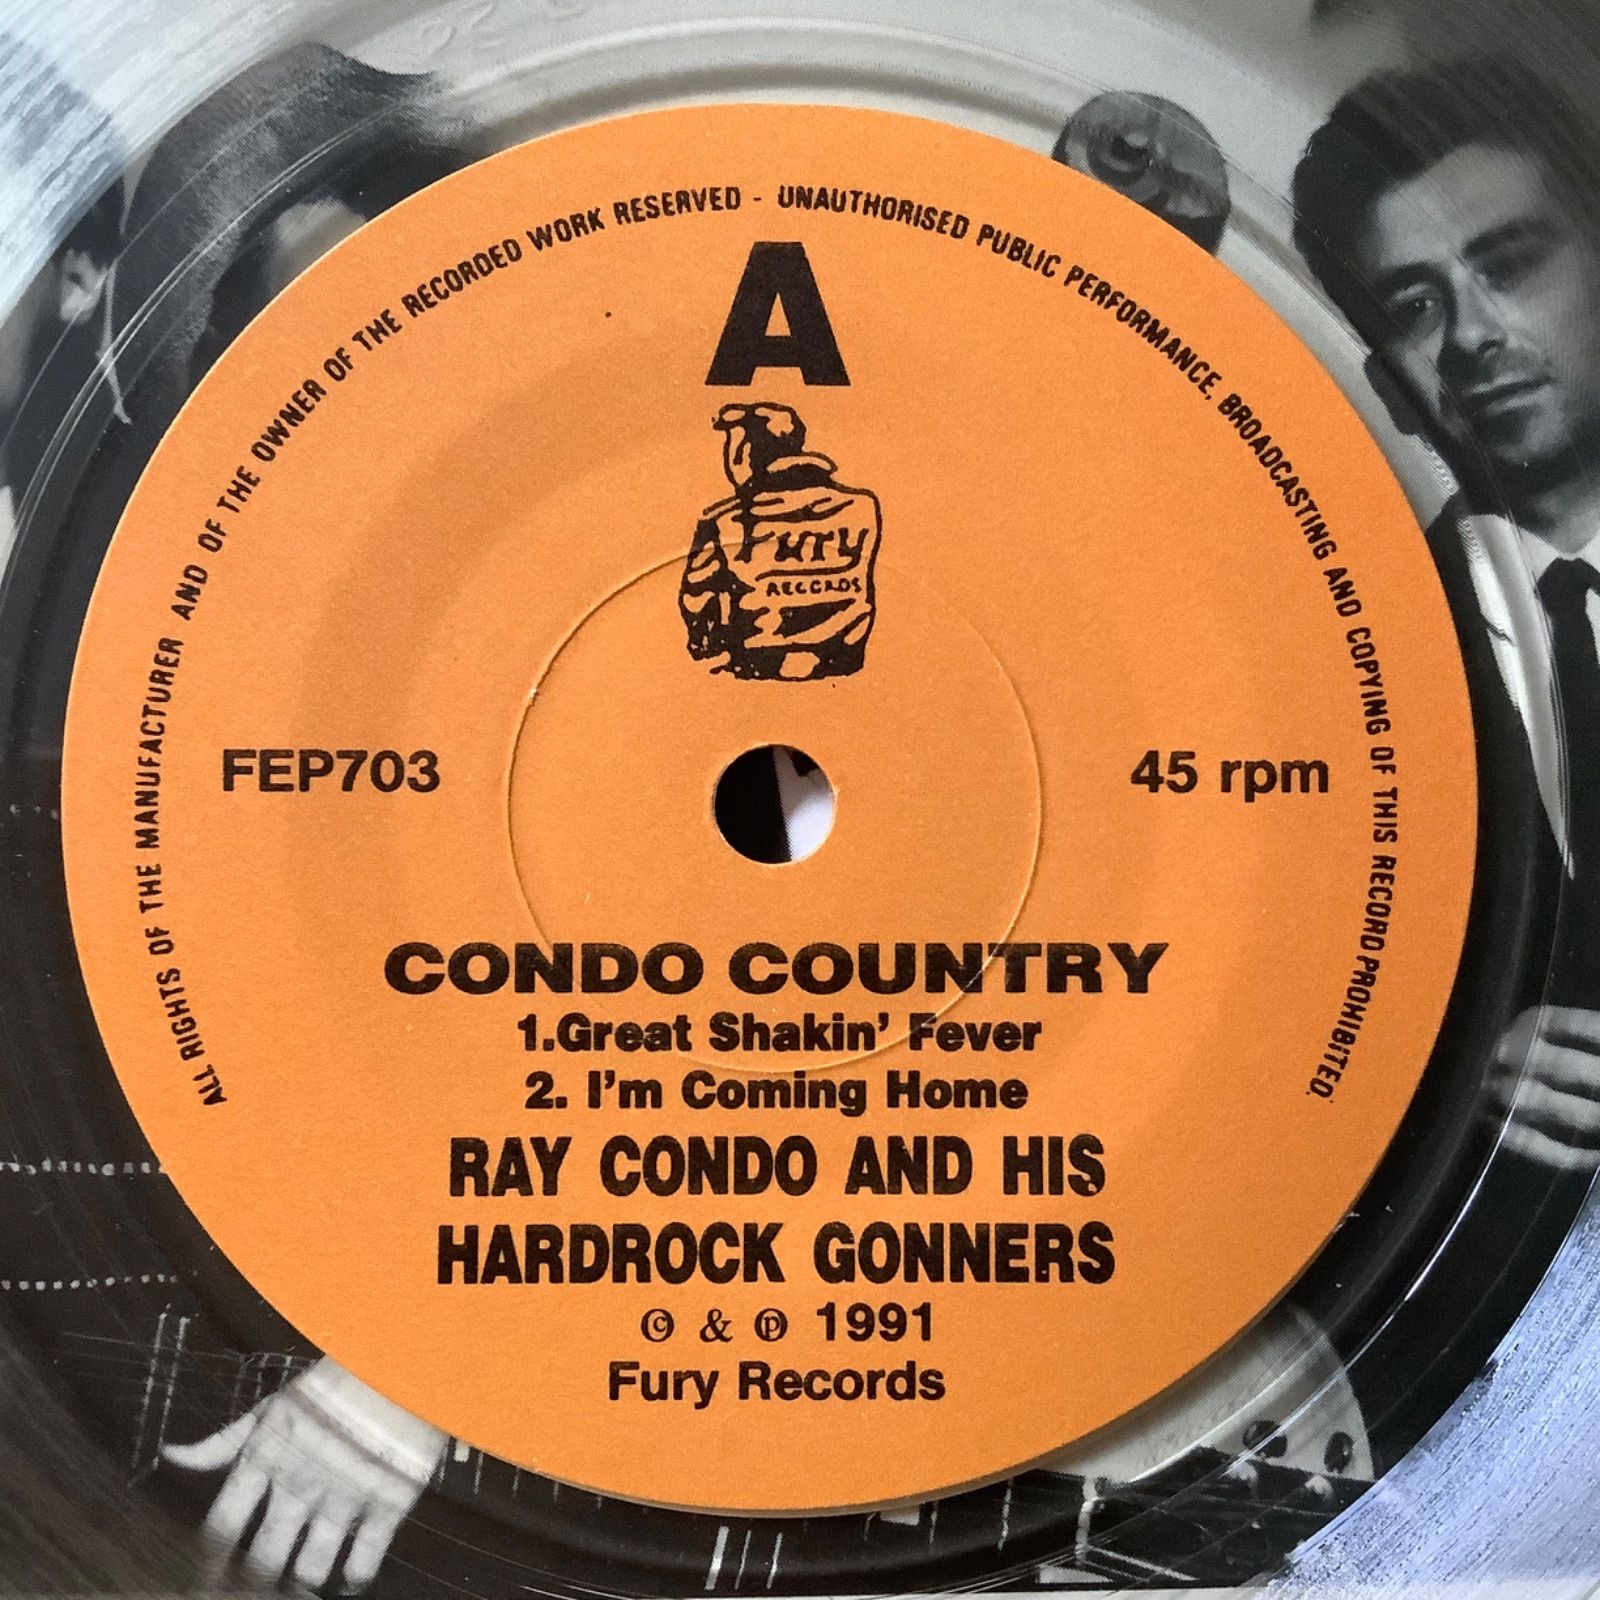 ALL RIGHTS OF THE MANUFACTURER AND OF THE OWNER OF THE RECORDED WORK RESERVED - UNAUTHORISED PUBLIC PERFORMANCE, BROADCASTING AND COPYING OF THIS RECORD PROHIBITED.
A
Fury
RECORDS
FEP703
45 rpm
CONDO COUNTRY
1.Great Shakin' Fever
2. I'm Coming Home
RAY CONDO AND HIS
HARDROCK GONNERS
© & ℗ 1991
Fury Records